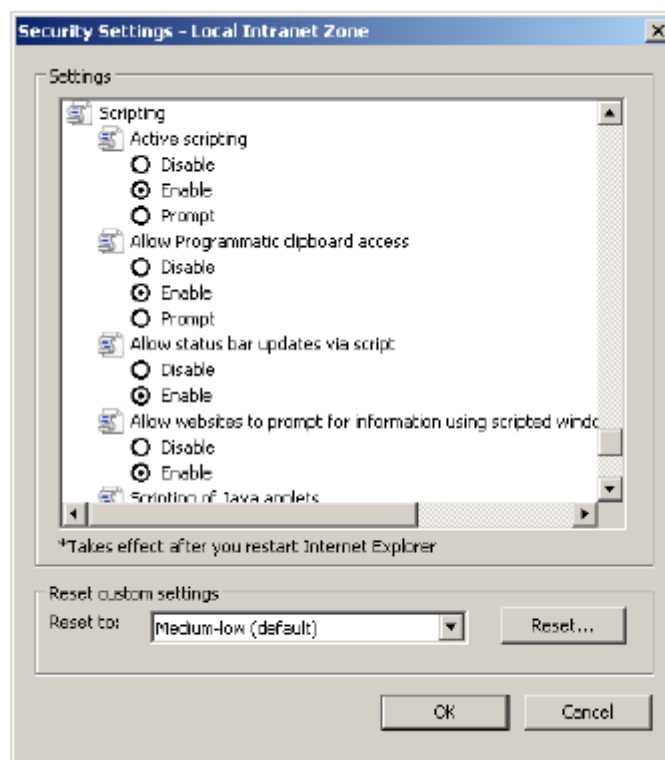 Security Settings - Local Intranet Zone
Settings
Scripting
Active scripting
Disable
Enable
Prompt
Allow Programmatic clipboard access
Disable
Enable
Prompt
Allow status bar updates via script
Disable
Enable
Allow websites to prompt for information using scripted windo
Disable
Enable
Scripting of Java applets
*Takes effect after you restart Internet Explorer
Reset custom settings
Reset to: Medium-low (default) Reset...
OK Cancel